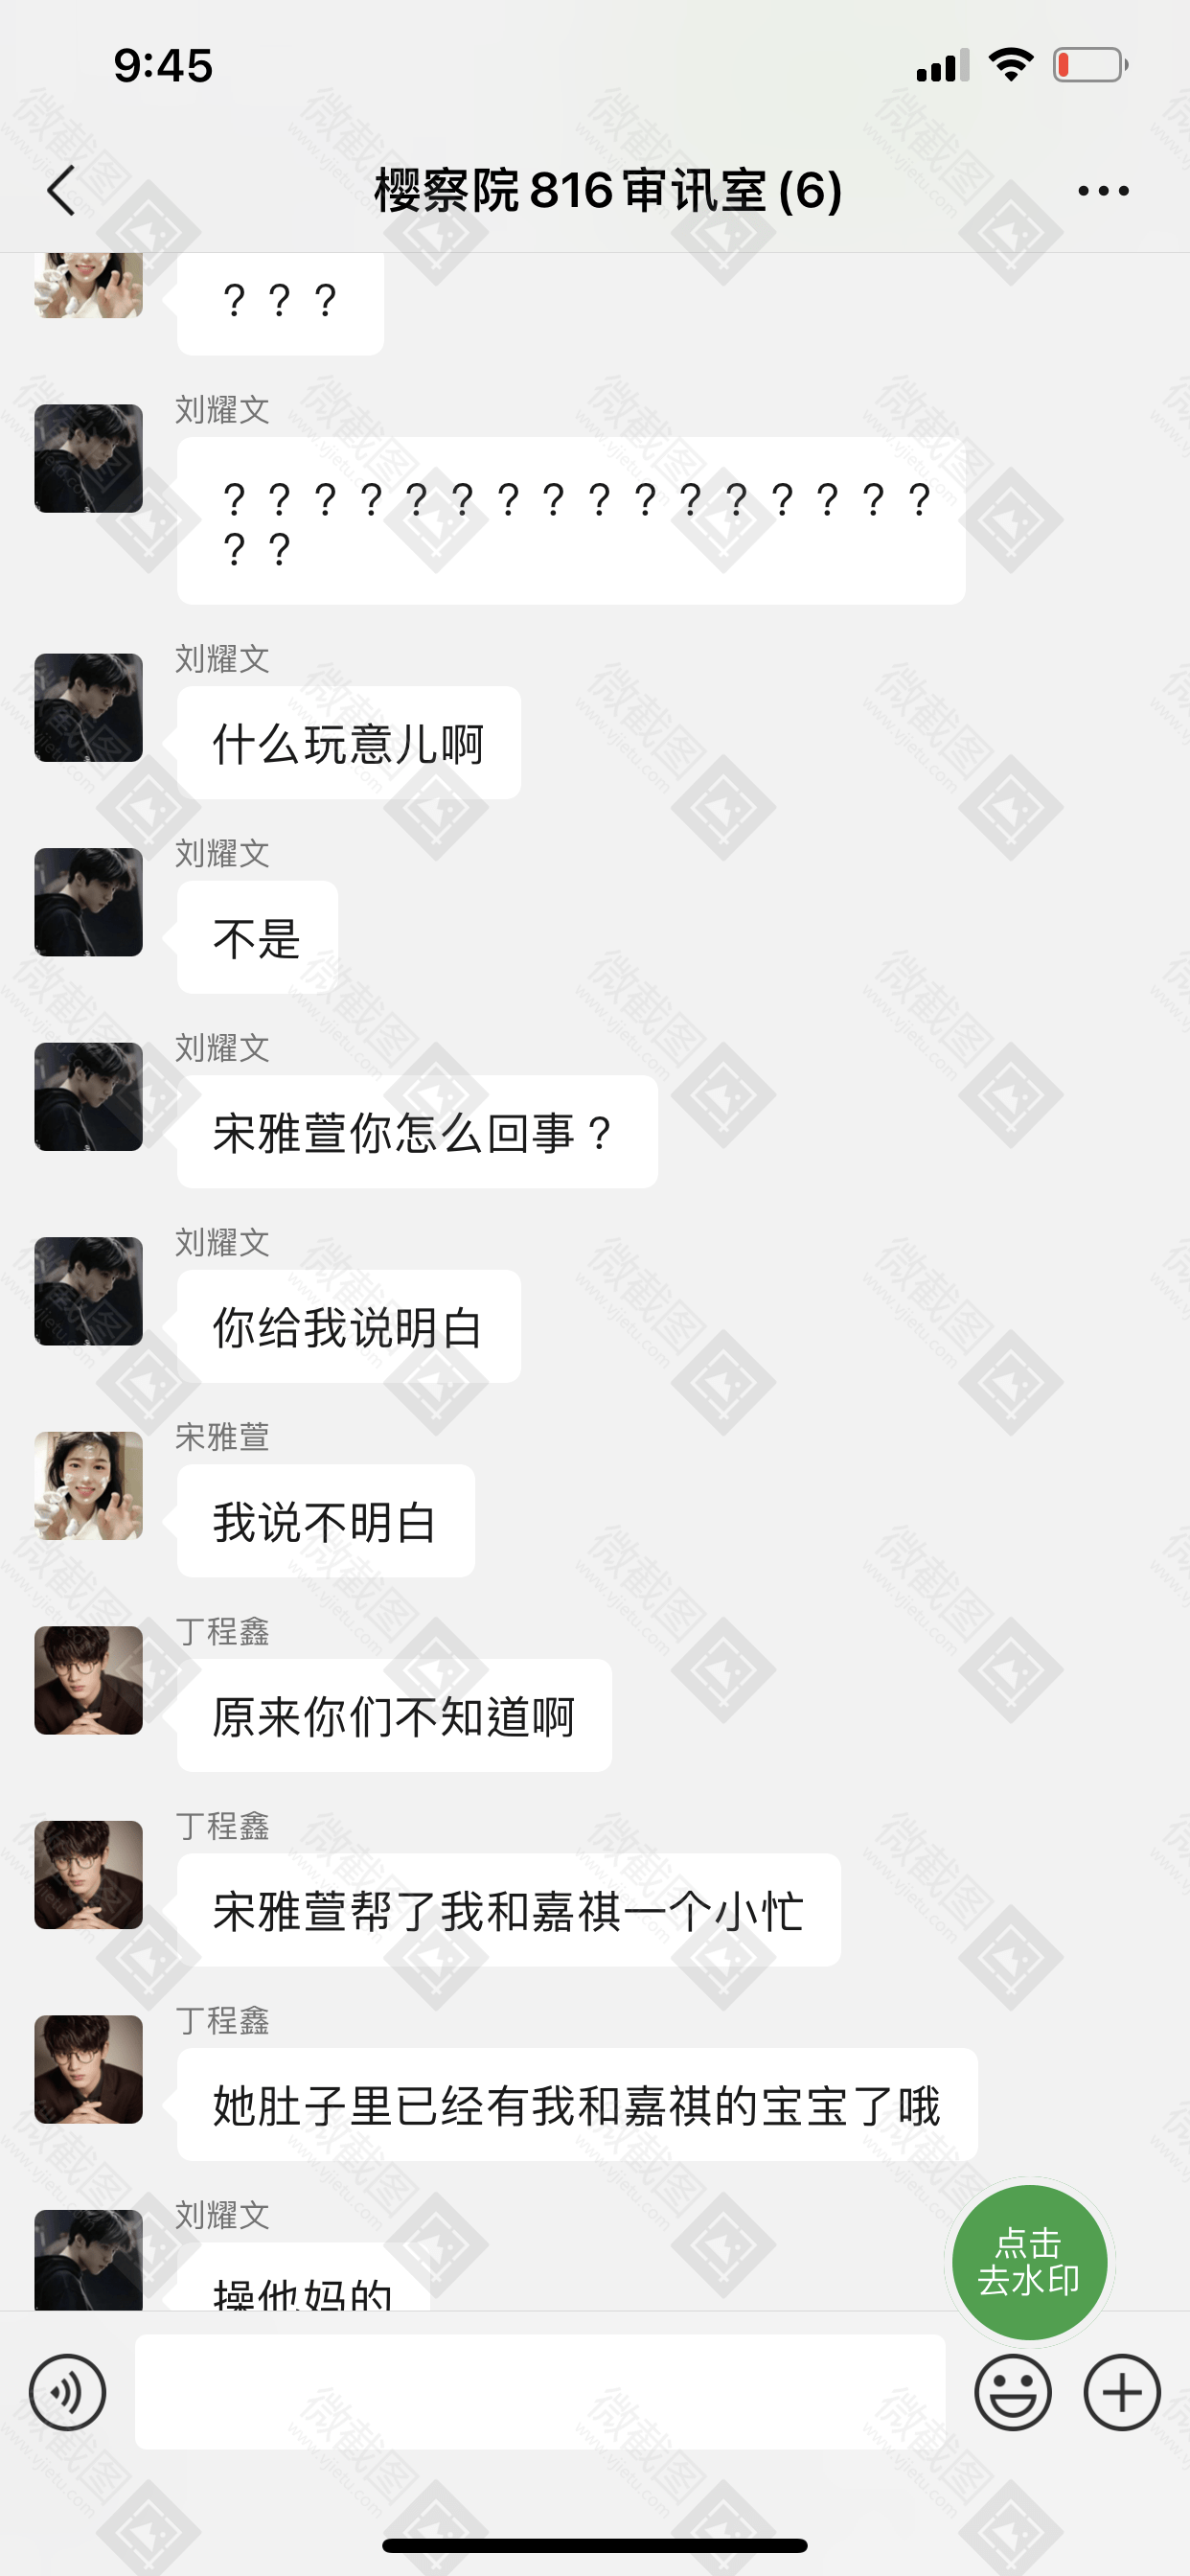 9:45
樱察院816审讯室(6)
？？？
刘耀文
？？？？？？？？？？？？？？？？
？？
刘耀文
什么玩意儿啊
刘耀文
不是
刘耀文
宋雅萱你怎么回事？
刘耀文
你给我说明白
宋雅萱
我说不明白
丁程鑫
原来你们不知道啊
丁程鑫
宋雅萱帮了我和嘉祺一个小忙
丁程鑫
她肚子里已经有我和嘉祺的宝宝了哦
刘耀文
操他妈的
点击
去水印
微截图
www.vjietu.com